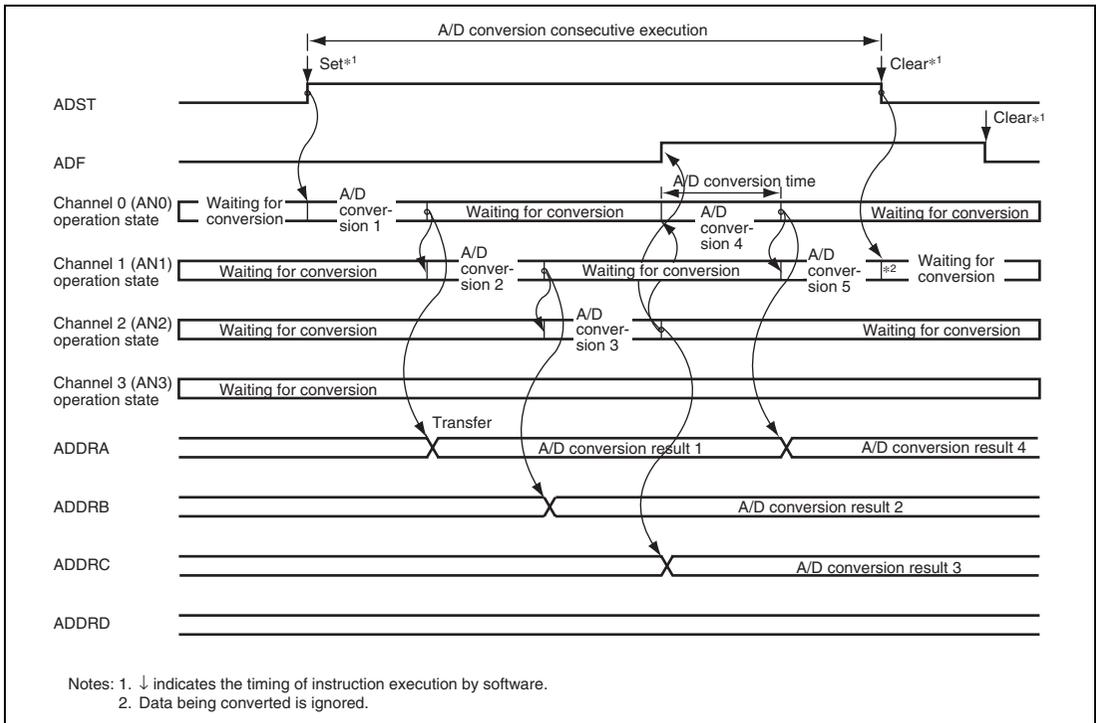 A/D conversion consecutive execution
Set*1
Clear*1
ADST
Clear*1
ADF
A/D conversion time
Channel 0 (AN0)
operation state
Waiting for
conversion
A/D
conver-
sion 1
Waiting for conversion
A/D
conver-
sion 4
Waiting for conversion
Channel 1 (AN1)
operation state
Waiting for conversion
A/D
conver-
sion 2
Waiting for conversion
A/D
conver-
sion 5
*2
Waiting for
conversion
Channel 2 (AN2)
operation state
Waiting for conversion
A/D
conver-
sion 3
Waiting for conversion
Channel 3 (AN3)
operation state
Waiting for conversion
Transfer
ADDRA
A/D conversion result 1
A/D conversion result 4
ADDRB
A/D conversion result 2
ADDRC
A/D conversion result 3
ADDRD
Notes: 1. ↓ indicates the timing of instruction execution by software.
2. Data being converted is ignored.